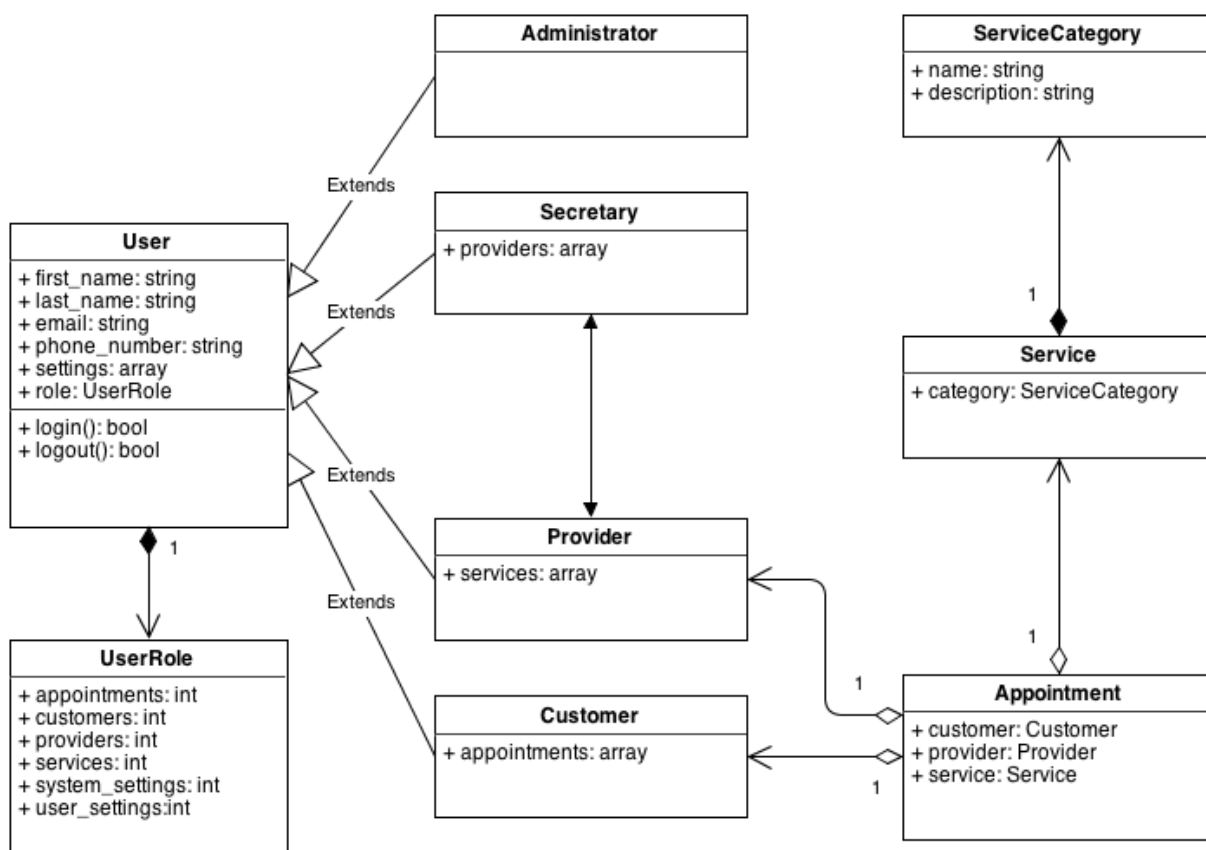 Administrator
ServiceCategory
+ name: string
+ description: string
Extends
Secretary
+ providers: array
User
+ first_name: string
+ last_name: string
+ email: string
+ phone_number: string
+ settings: array
+ role: UserRole
+ login(): bool
+ logout(): bool
Extends
1
Service
+ category: ServiceCategory
Extends
Provider
+ services: array
1
Extends
1
UserRole
+ appointments: int
+ customers: int
+ providers: int
+ services: int
+ system_settings: int
+ user_settings:int
Customer
+ appointments: array
1
Appointment
+ customer: Customer
+ provider: Provider
+ service: Service
1